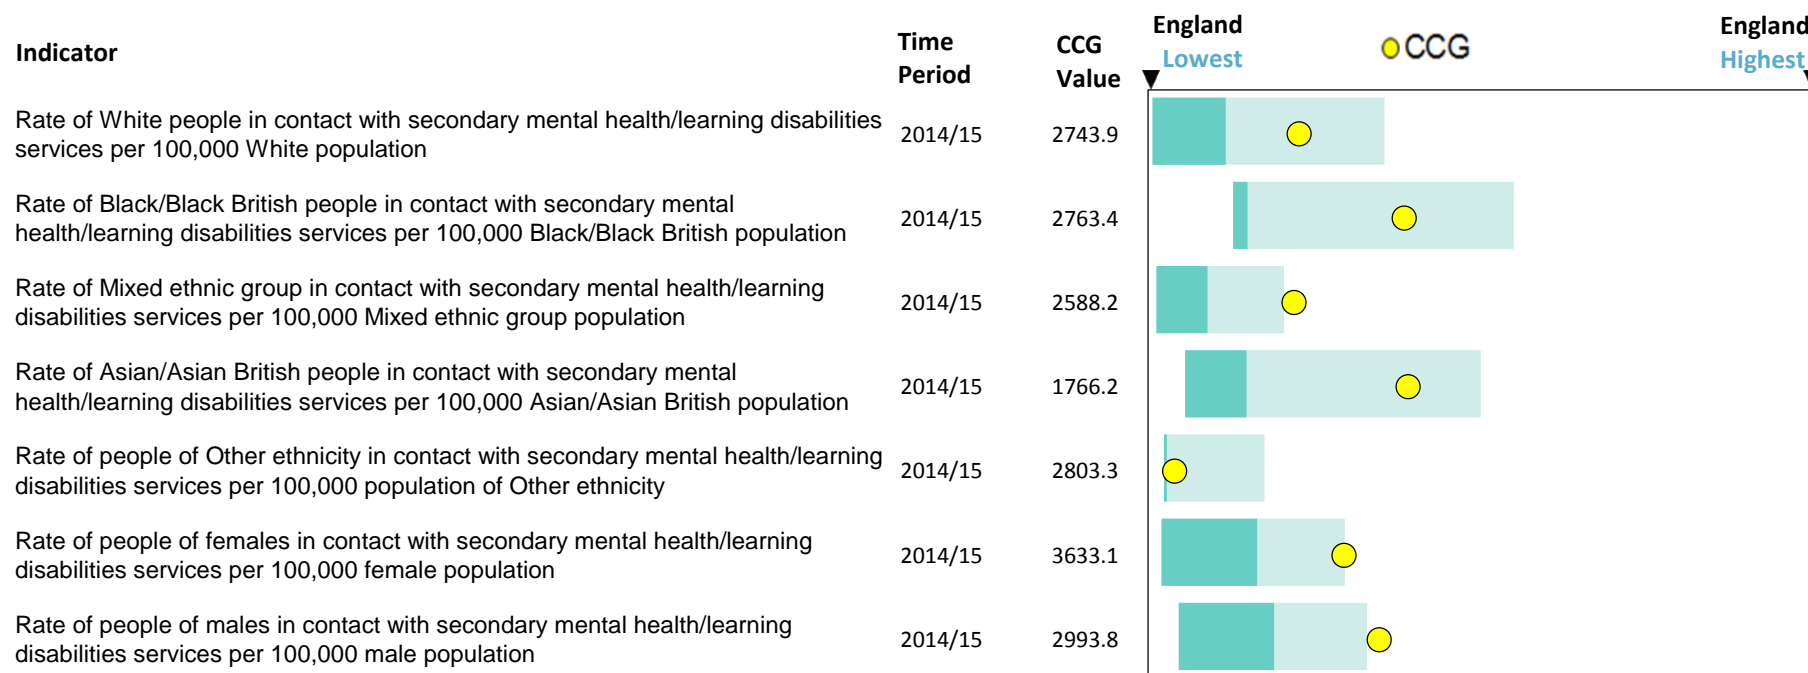 Indicator
Time
Period
CCG
Value
England
Lowest
CCG
England
Highest
Rate of White people in contact with secondary mental health/learning disabilities
services per 100,000 White population
2014/15
2743.9
Rate of Black/Black British people in contact with secondary mental
health/learning disabilities services per 100,000 Black/Black British population
2014/15
2763.4
Rate of Mixed ethnic group in contact with secondary mental health/learning
disabilities services per 100,000 Mixed ethnic group population
2014/15
2588.2
Rate of Asian/Asian British people in contact with secondary mental
health/learning disabilities services per 100,000 Asian/Asian British population
2014/15
1766.2
Rate of people of Other ethnicity in contact with secondary mental health/learning
disabilities services per 100,000 population of Other ethnicity
2014/15
2803.3
Rate of people of females in contact with secondary mental health/learning
disabilities services per 100,000 female population
2014/15
3633.1
Rate of people of males in contact with secondary mental health/learning
disabilities services per 100,000 male population
2014/15
2993.8